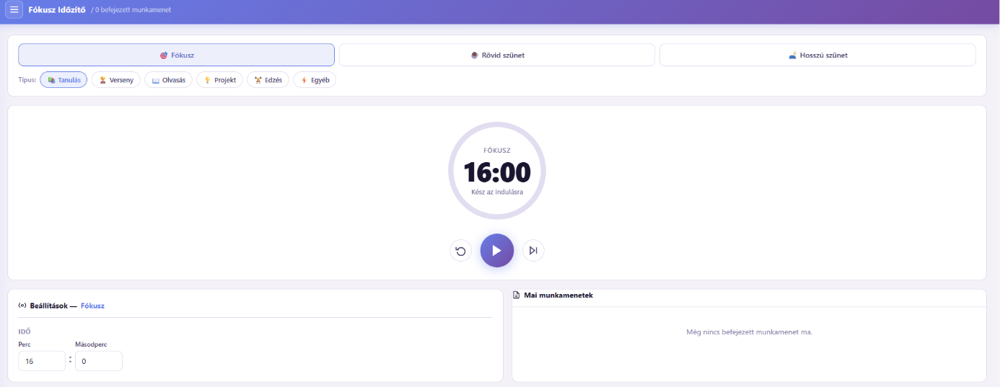 Fókusz Időzítő / 0 befejezett munkamenet
Fókusz
Rövid szünet
Hosszú szünet
Típus: Tanulás Verseny Olvasás Projekt Edzés Egyéb
FÓKUSZ
16:00
Kész az indulásra
Beállítások — Fókusz
IDŐ
Perc Másodperc
16 : 0
Mai munkamenetek
Még nincs befejezett munkamenet ma.